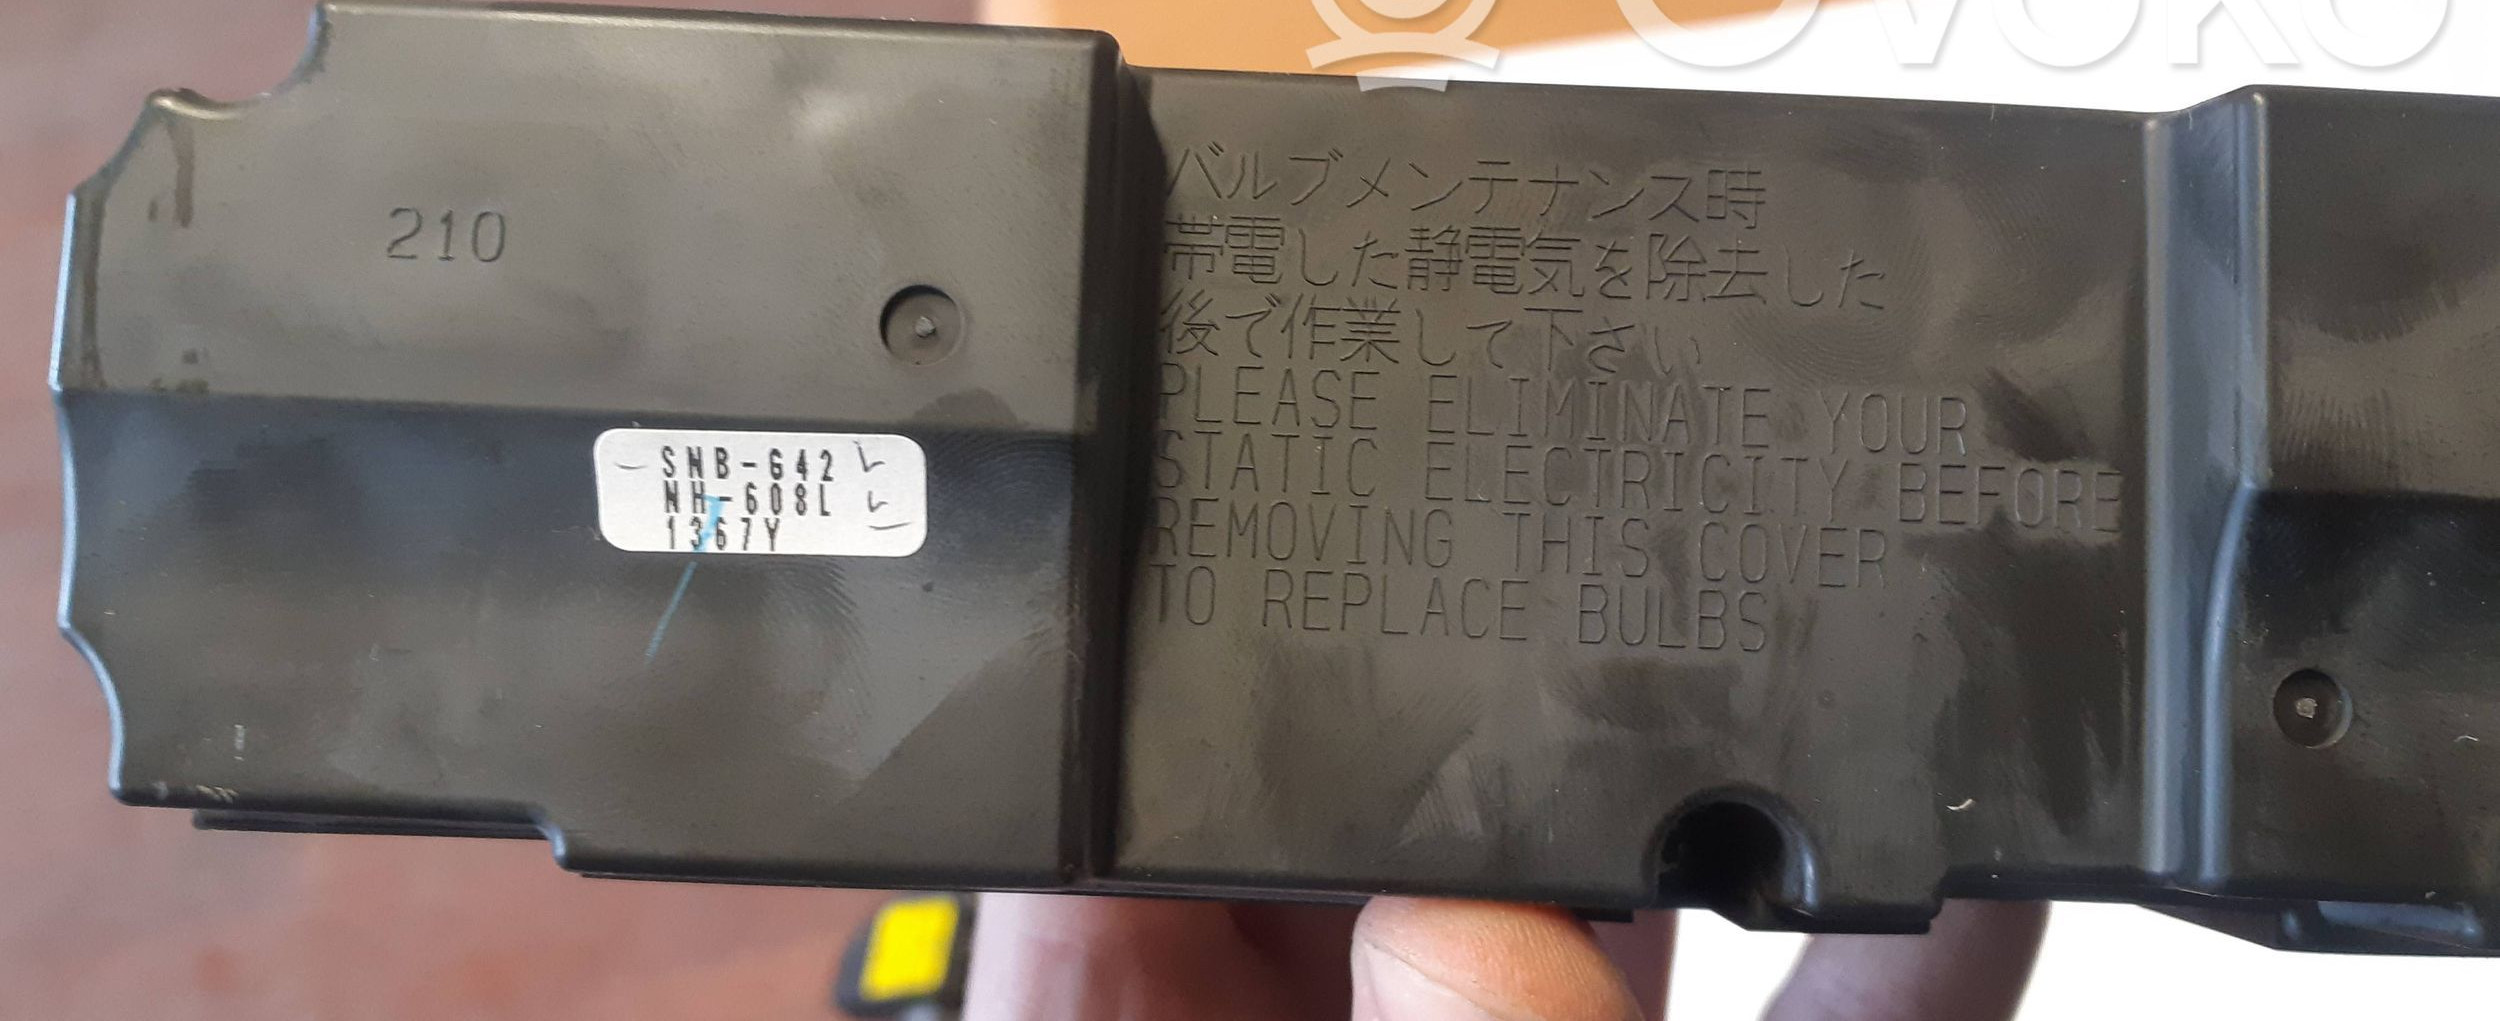 OVOKO
210
バルブメンテナンス時
帯電した静電気を除去した
後で作業して下さい
PLEASE ELIMINATE YOUR
STATIC ELECTRICITY BEFORE
REMOVING THIS COVER
TO REPLACE BULBS
SNB-642
NH-608L
1367Y